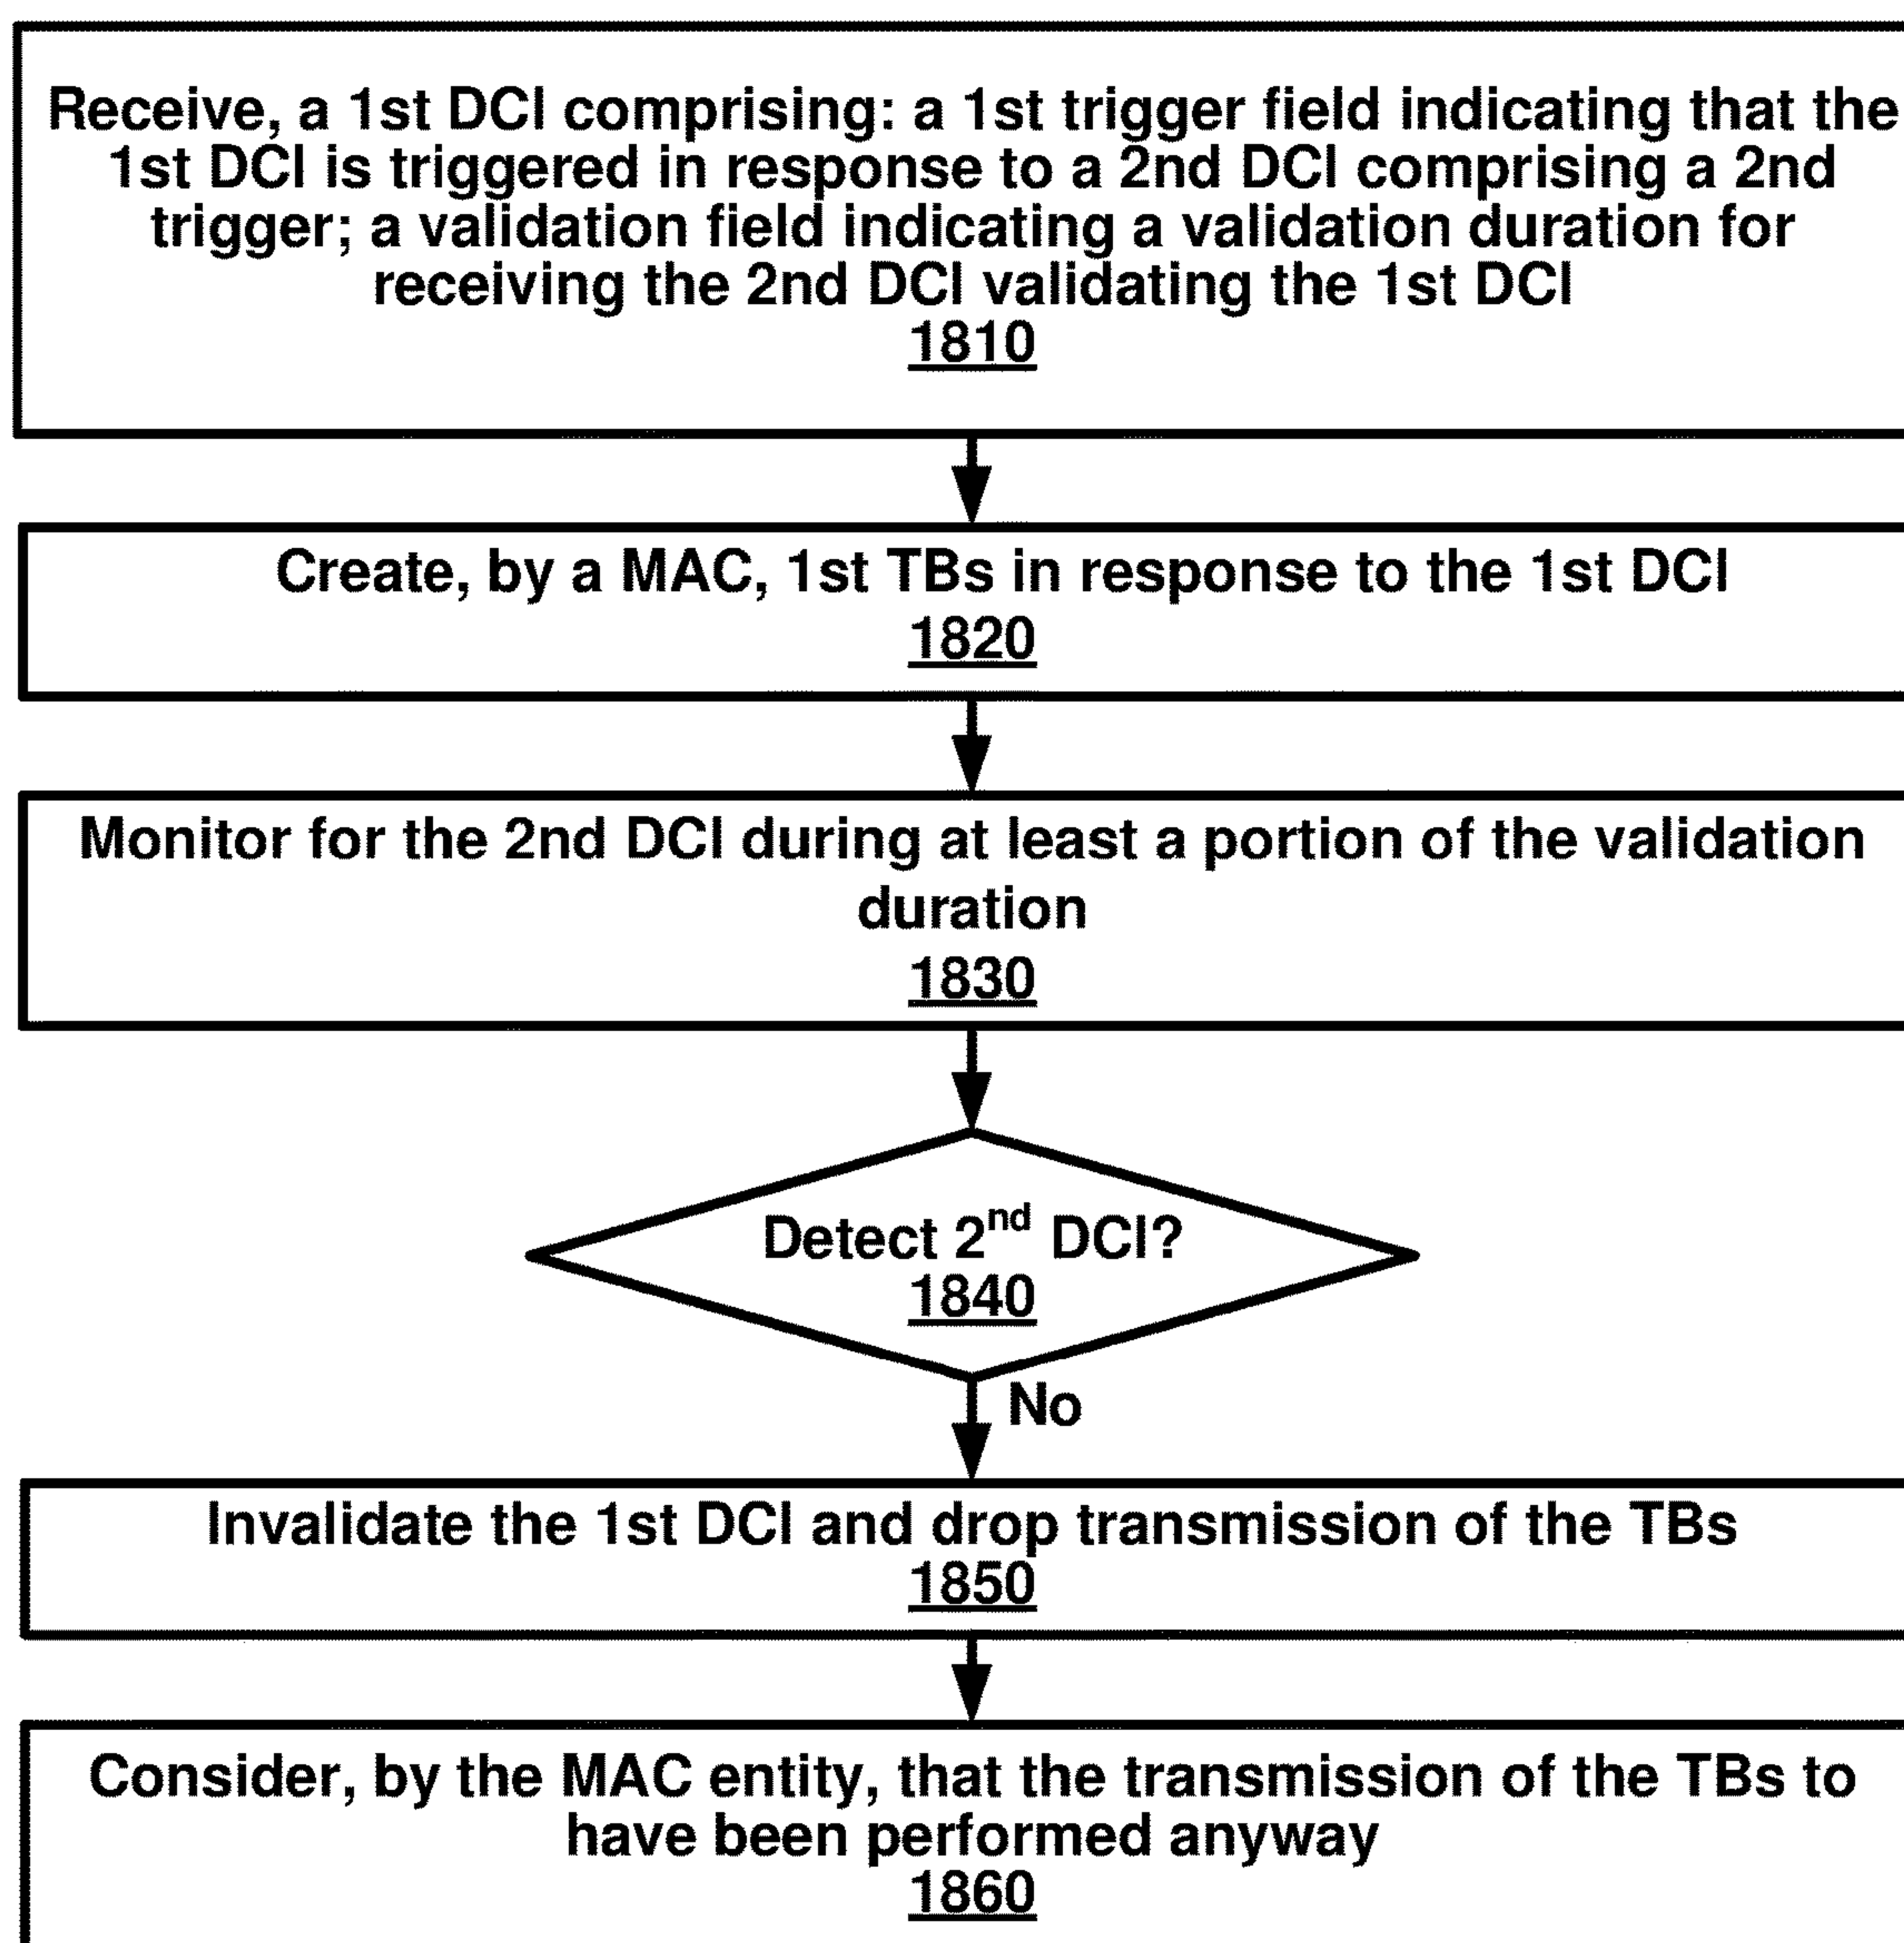 Receive, a 1st DCI comprising: a 1st trigger field indicating that the
1st DCI is triggered in response to a 2nd DCI comprising a 2nd
trigger; a validation field indicating a validation duration for
receiving the 2nd DCI validating the 1st DCI
1810
Create, by a MAC, 1st TBs in response to the 1st DCI
1820
Monitor for the 2nd DCI during at least a portion of the validation
duration
1830
Detect 2nd DCI?
1840
No
Invalidate the 1st DCI and drop transmission of the TBs
1850
Consider, by the MAC entity, that the transmission of the TBs to
have been performed anyway
1860